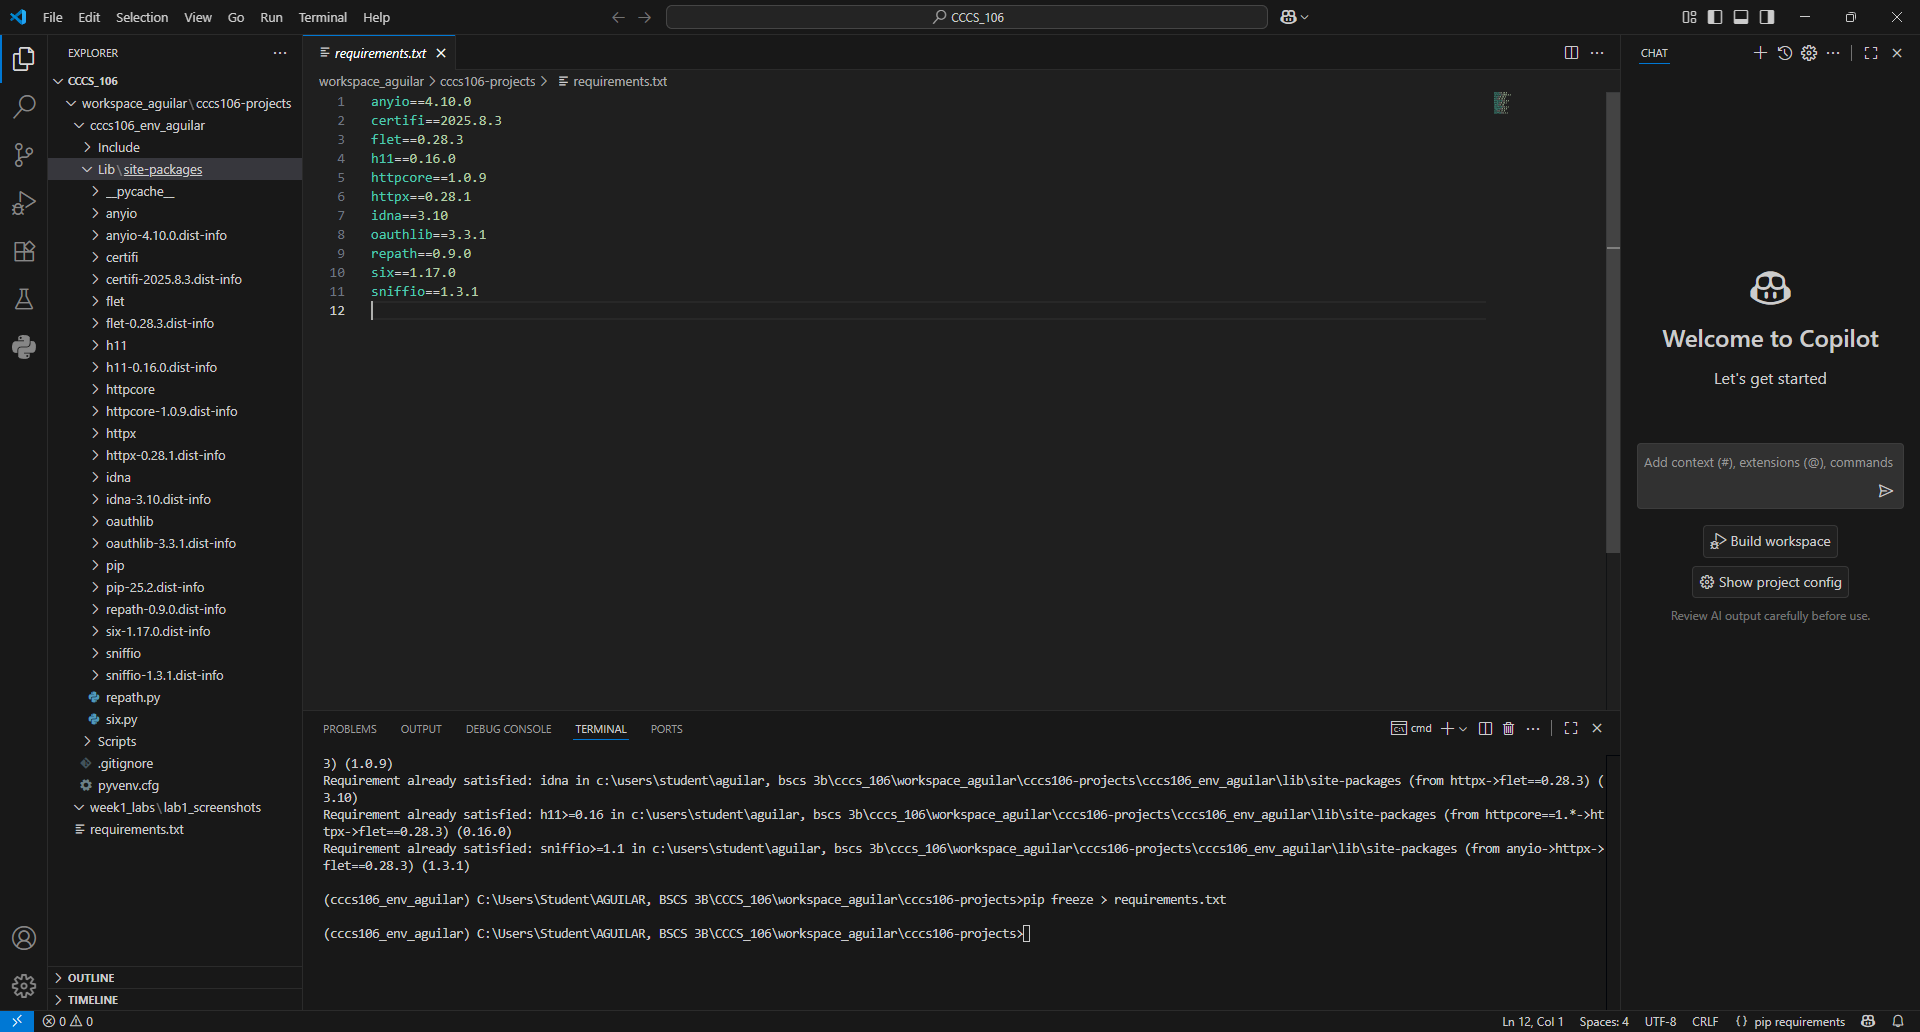 File Edit Selection View Go Run Terminal Help
CCCS_106
EXPLORER
CCCS_106
workspace_aguilar\cccs106-projects
cccs106_env_aguilar
Include
Lib\site-packages
__pycache__
anyio
anyio-4.10.0.dist-info
certifi
certifi-2025.8.3.dist-info
flet
flet-0.28.3.dist-info
h11
h11-0.16.0.dist-info
httpcore
httpcore-1.0.9.dist-info
httpx
httpx-0.28.1.dist-info
idna
idna-3.10.dist-info
oauthlib
oauthlib-3.3.1.dist-info
pip
pip-25.2.dist-info
repath-0.9.0.dist-info
six-1.17.0.dist-info
sniffio
sniffio-1.3.1.dist-info
repath.py
six.py
Scripts
.gitignore
pyvenv.cfg
week1_labs\lab1_screenshots
requirements.txt
OUTLINE
TIMELINE
requirements.txt
workspace_aguilar > cccs106-projects > requirements.txt
1 anyio==4.10.0
2 certifi==2025.8.3
3 flet==0.28.3
4 h11==0.16.0
5 httpcore==1.0.9
6 httpx==0.28.1
7 idna==3.10
8 oauthlib==3.3.1
9 repath==0.9.0
10 six==1.17.0
11 sniffio==1.3.1
12
PROBLEMS OUTPUT DEBUG CONSOLE TERMINAL PORTS
cmd
3) (1.0.9)
Requirement already satisfied: idna in c:\users\student\aguilar, bscs 3b\cccs_106\workspace_aguilar\cccs106-projects\cccs106_env_aguilar\lib\site-packages (from httpx->flet==0.28.3) (
3.10)
Requirement already satisfied: h11>=0.16 in c:\users\student\aguilar, bscs 3b\cccs_106\workspace_aguilar\cccs106-projects\cccs106_env_aguilar\lib\site-packages (from httpcore==1.*->ht
tpx->flet==0.28.3) (0.16.0)
Requirement already satisfied: sniffio>=1.1 in c:\users\student\aguilar, bscs 3b\cccs_106\workspace_aguilar\cccs106-projects\cccs106_env_aguilar\lib\site-packages (from anyio->httpx->
flet==0.28.3) (1.3.1)
(cccs106_env_aguilar) C:\Users\Student\AGUILAR, BSCS 3B\CCCS_106\workspace_aguilar\cccs106-projects>pip freeze > requirements.txt
(cccs106_env_aguilar) C:\Users\Student\AGUILAR, BSCS 3B\CCCS_106\workspace_aguilar\cccs106-projects>
CHAT
Welcome to Copilot
Let's get started
Add context (#), extensions (@), commands
Build workspace
Show project config
Review AI output carefully before use.
0 0
Ln 12, Col 1 Spaces: 4 UTF-8 CRLF {} pip requirements